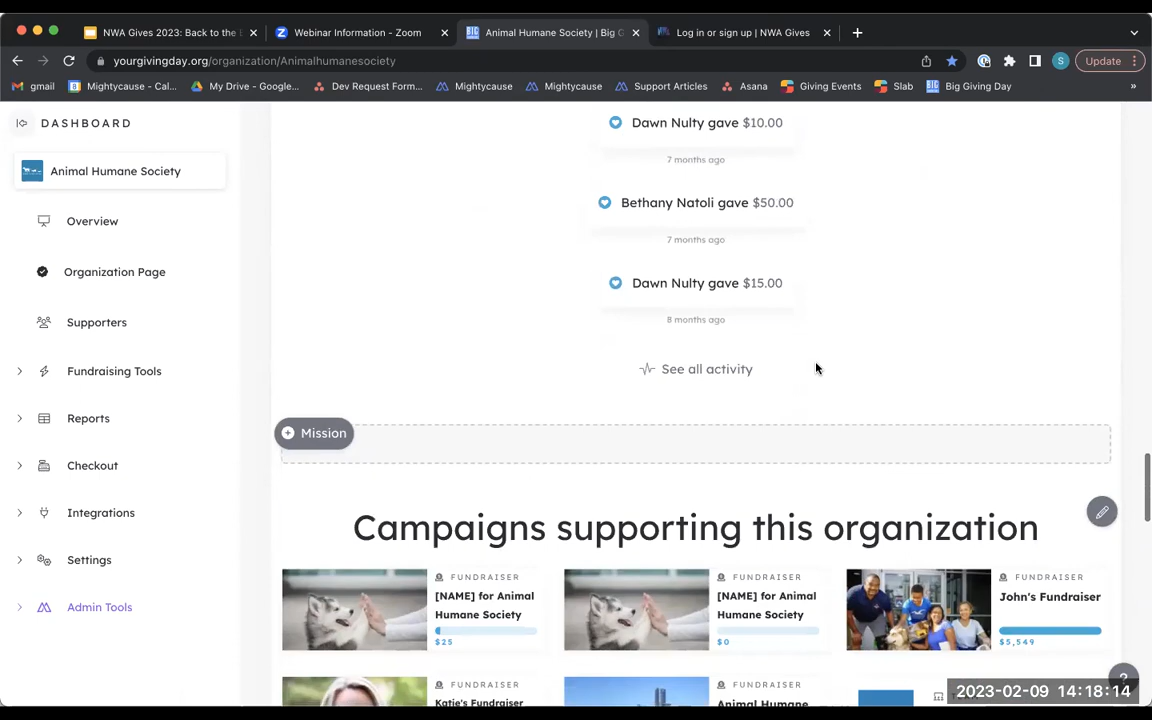 NWA Gives 2023: Back to the
Webinar Information - Zoom
Animal Humane Society | Big G
Log in or sign up | NWA Gives
yourgivingday.org/organization/Animalhumanesociety
S
Update
gmail
Mightycause - Cal...
My Drive - Google...
Dev Request Form...
Mightycause
Mightycause
Support Articles
Asana
Giving Events
Slab
Big Giving Day
»
DASHBOARD
Animal Humane Society
Overview
Organization Page
Supporters
Fundraising Tools
Reports
Checkout
Integrations
Settings
Admin Tools
Dawn Nulty gave $10.00
7 months ago
Bethany Natoli gave $50.00
7 months ago
Dawn Nulty gave $15.00
8 months ago
See all activity
Mission
Campaigns supporting this organization
FUNDRAISER
[NAME] for Animal
Humane Society
$25
FUNDRAISER
[NAME] for Animal
Humane Society
$0
FUNDRAISER
John's Fundraiser
$5,549
FUNDRAISER
Katie's Fundraiser
FUNDRAISER
Animal Humane
?
2023-02-09 14:18:14